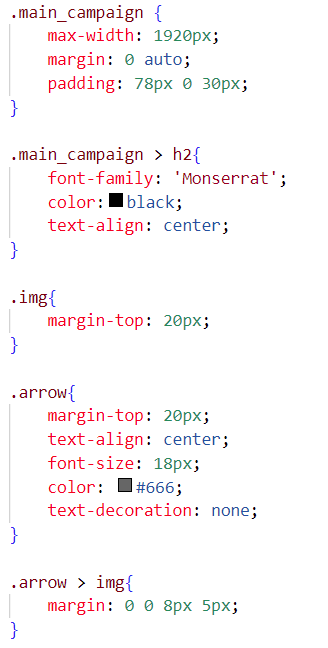 .main_campaign {
    max-width: 1920px;
    margin: 0 auto;
    padding: 78px 0 30px;
}

.main_campaign > h2{
    font-family: 'Monserrat';
    color: black;
    text-align: center;
}

.img{
    margin-top: 20px;
}

.arrow{
    margin-top: 20px;
    text-align: center;
    font-size: 18px;
    color: #666;
    text-decoration: none;
}

.arrow > img{
    margin: 0 0 8px 5px;
}